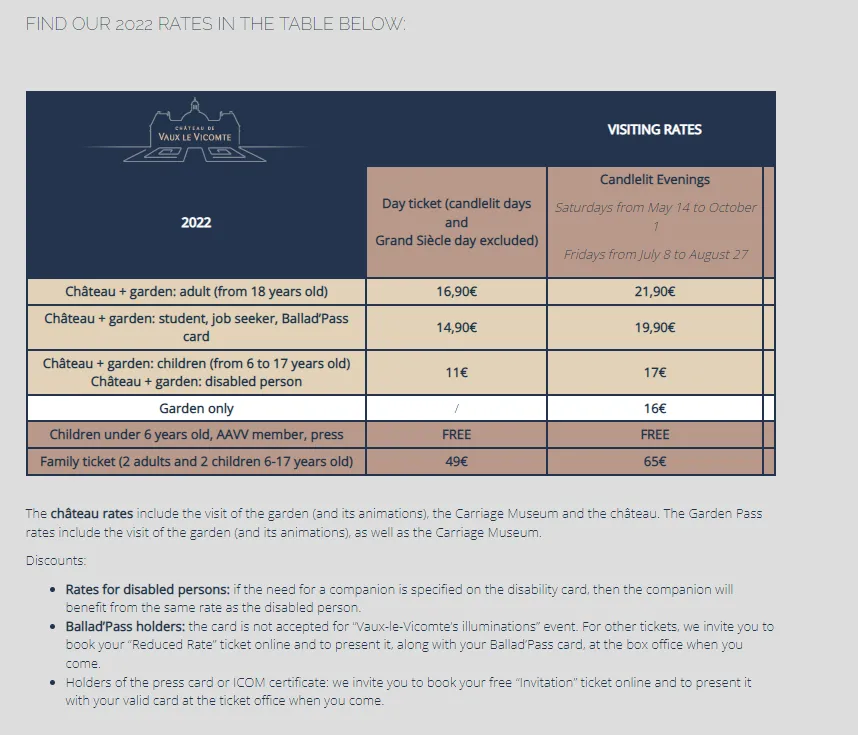 FIND OUR 2022 RATES IN THE TABLE BELOW:
CHÂTEAU DE
VAUX LE VICOMTE
VISITING RATES
2022
Day ticket (candlelit days
and
Grand Siècle day excluded)
Candlelit Evenings
Saturdays from May 14 to October
1
Fridays from July 8 to August 27
Château + garden: adult (from 18 years old)
16,90€
21,90€
Château + garden: student, job seeker, Ballad’Pass
card
14,90€
19,90€
Château + garden: children (from 6 to 17 years old)
Château + garden: disabled person
11€
17€
Garden only
/
16€
Children under 6 years old, AAVV member, press
FREE
FREE
Family ticket (2 adults and 2 children 6-17 years old)
49€
65€
The château rates include the visit of the garden (and its animations), the Carriage Museum and the château. The Garden Pass
rates include the visit of the garden (and its animations), as well as the Carriage Museum.
Discounts:
• Rates for disabled persons: if the need for a companion is specified on the disability card, then the companion will
benefit from the same rate as the disabled person.
• Ballad’Pass holders: the card is not accepted for “Vaux-le-Vicomte’s illuminations” event. For other tickets, we invite you to
book your “Reduced Rate” ticket online and to present it, along with your Ballad’Pass card, at the box office when you
come.
• Holders of the press card or ICOM certificate: we invite you to book your free “Invitation” ticket online and to present it
with your valid card at the ticket office when you come.